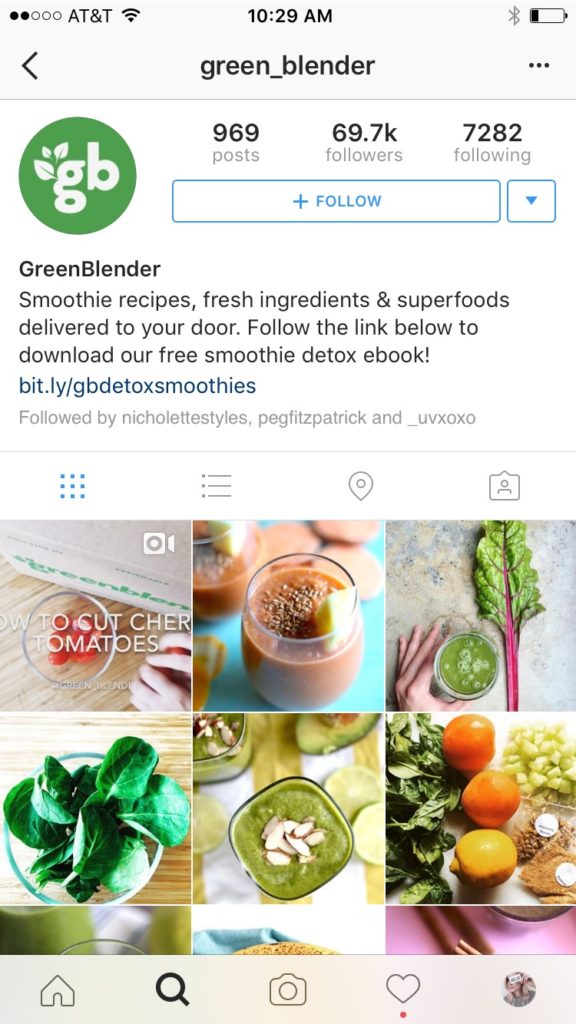 AT&T 10:29 AM
green_blender
gb
969 69.7k 7282
posts followers following
+ FOLLOW
GreenBlender
Smoothie recipes, fresh ingredients & superfoods
delivered to your door. Follow the link below to
download our free smoothie detox ebook!
bit.ly/gbdetoxsmoothies
Followed by nicholettestyles, pegfitzpatrick and _uvxoxo
greenblen
OW TO CUT CHER
TOMATOES
@GREEN_BLENDER